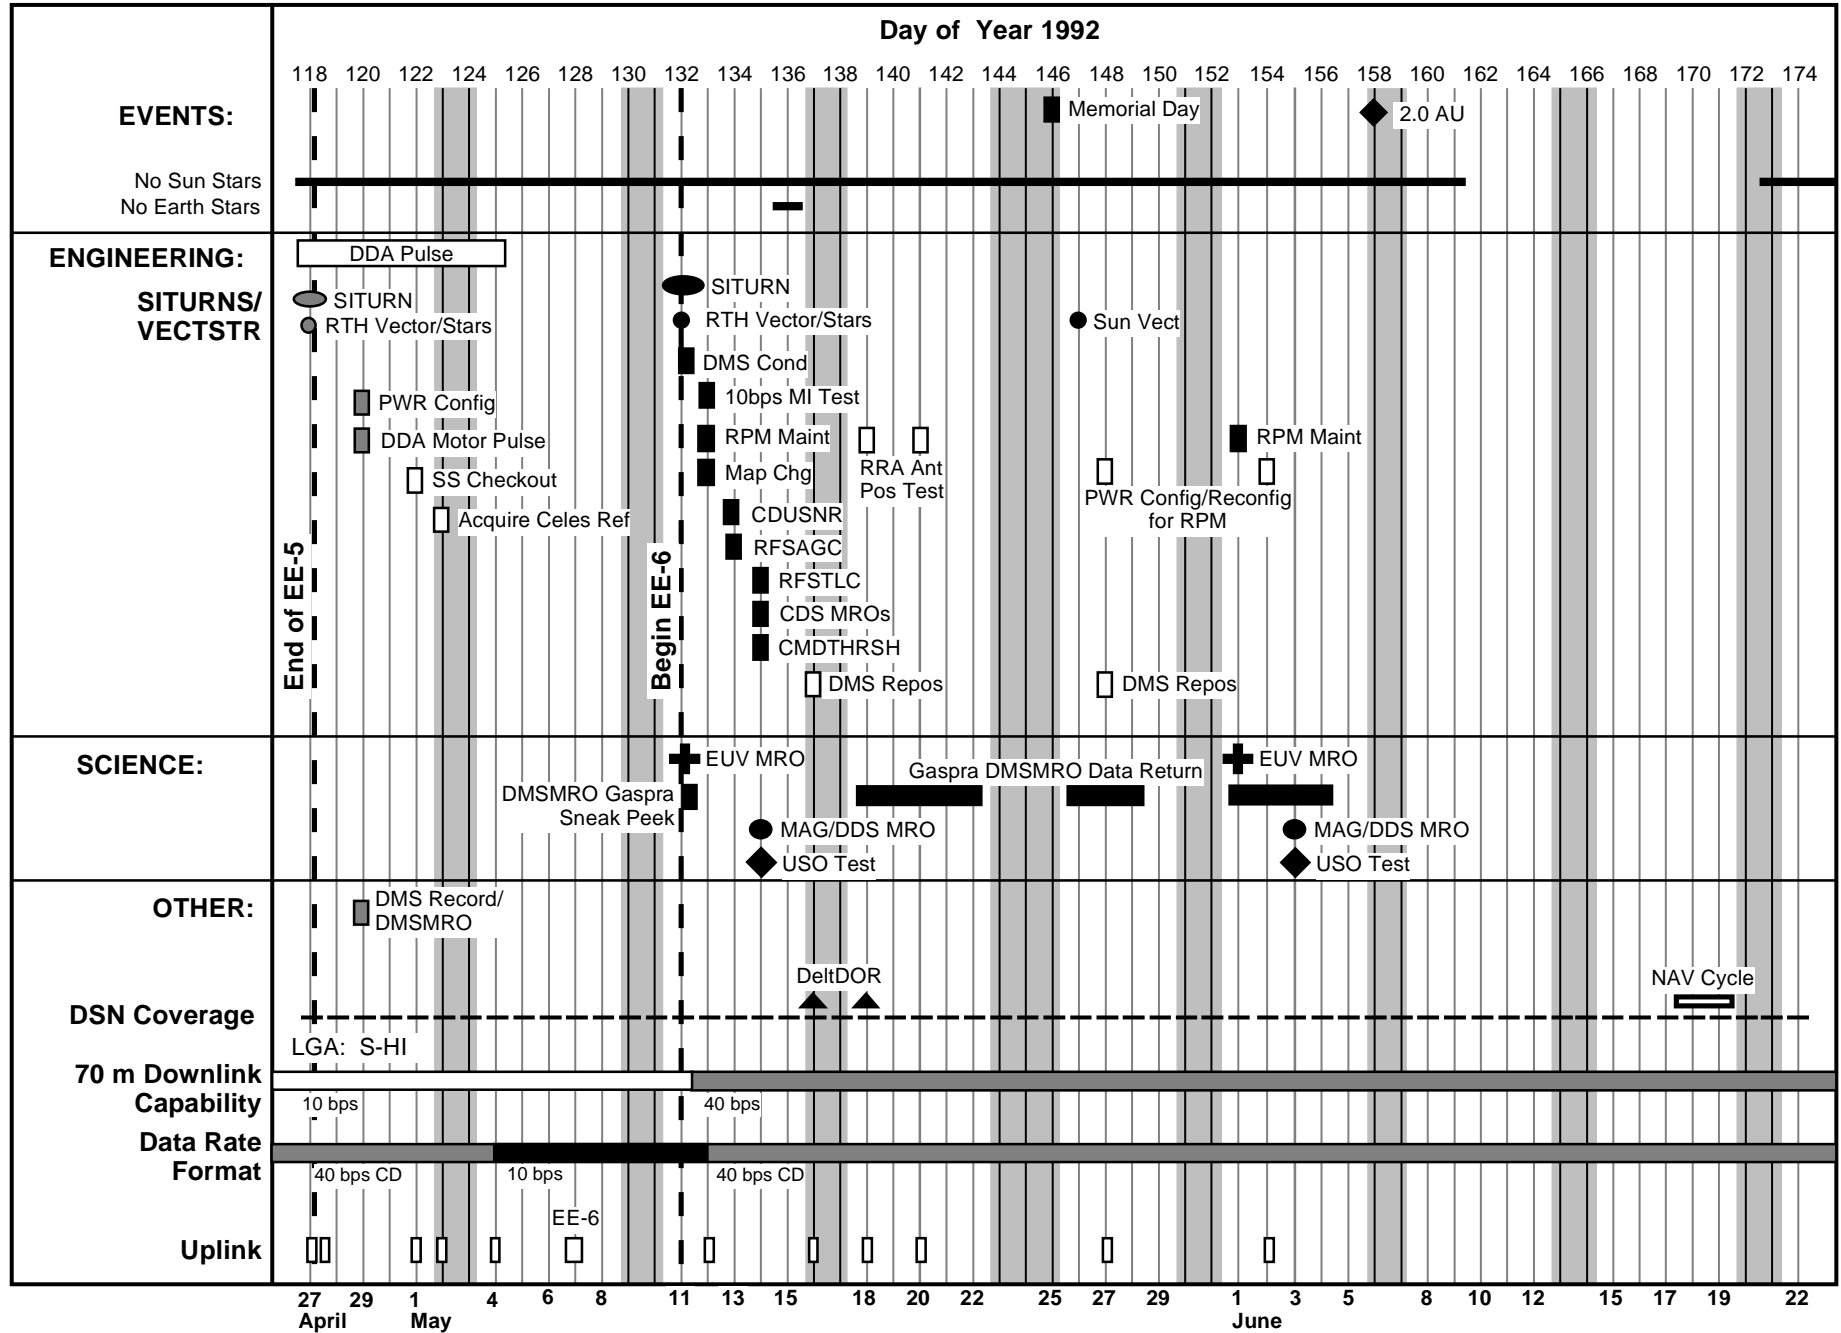 Day of Year 1992
118 120 122 124 126 128 130 132 134 136 138 140 142 144 146 148 150 152 154 156 158 160 162 164 166 168 170 172 174
EVENTS:
Memorial Day
2.0 AU
No Sun Stars
No Earth Stars
ENGINEERING:
DDA Pulse
SITURNS/
VECTSTR
SITURN
SITURN
RTH Vector/Stars
RTH Vector/Stars
Sun Vect
DMS Cond
PWR Config
10bps MI Test
DDA Motor Pulse
RPM Maint
RPM Maint
SS Checkout
Map Chg
RRA Ant
Pos Test
PWR Config/Reconfig
for RPM
Acquire Celes Ref
CDUSNR
RFSAGC
RFSTLC
CDS MROs
CMDTHRSH
DMS Repos
DMS Repos
End of EE-5
Begin EE-6
SCIENCE:
EUV MRO
EUV MRO
Gaspra DMSMRO Data Return
DMSMRO Gaspra
Sneak Peek
MAG/DDS MRO
MAG/DDS MRO
USO Test
USO Test
OTHER:
DMS Record/
DMSMRO
DeltDOR
NAV Cycle
DSN Coverage
LGA: S-HI
70 m Downlink
Capability
10 bps
40 bps
Data Rate
Format
40 bps CD
10 bps
40 bps CD
EE-6
Uplink
27 29 1 4 6 8 11 13 15 18 20 22 25 27 29 1 3 5 8 10 12 15 17 19 22
April May June